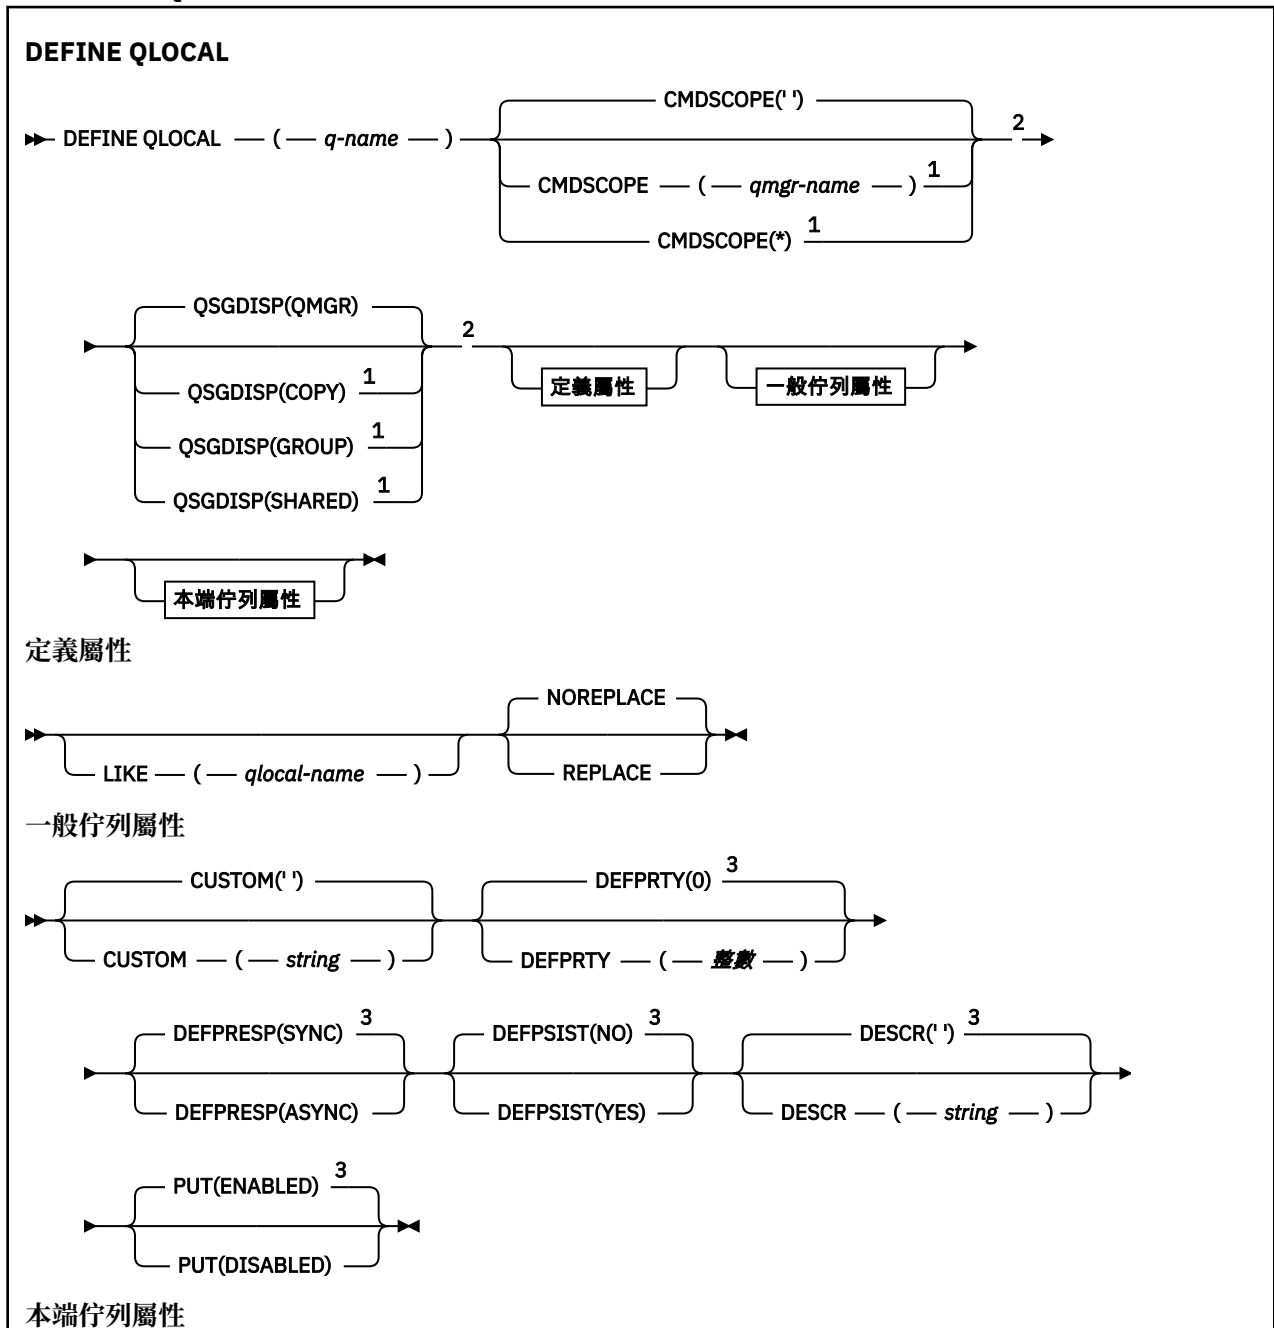 DEFINE QLOCAL
CMDSCOPE(' ')
DEFINE QLOCAL ( q-name ) 2
CMDSCOPE ( qmgr-name ) 1
CMDSCOPE(*) 1
QSGDISP(QMGR)
2
QSGDISP(COPY) 1 定義屬性 一般佇列屬性
QSGDISP(GROUP) 1
QSGDISP(SHARED) 1
本端佇列屬性
定義屬性
NOREPLACE
LIKE ( qlocal-name ) REPLACE
一般佇列屬性
CUSTOM(' ') DEFPRTY(0) 3
CUSTOM ( string ) DEFPRTY ( 整數 )
DEFPRESP(SYNC) 3 DEFPSIST(NO) 3 DESCR(' ') 3
DEFPRESP(ASYNC) DEFPSIST(YES) DESCR ( string )
PUT(ENABLED) 3
PUT(DISABLED)
本端佇列屬性